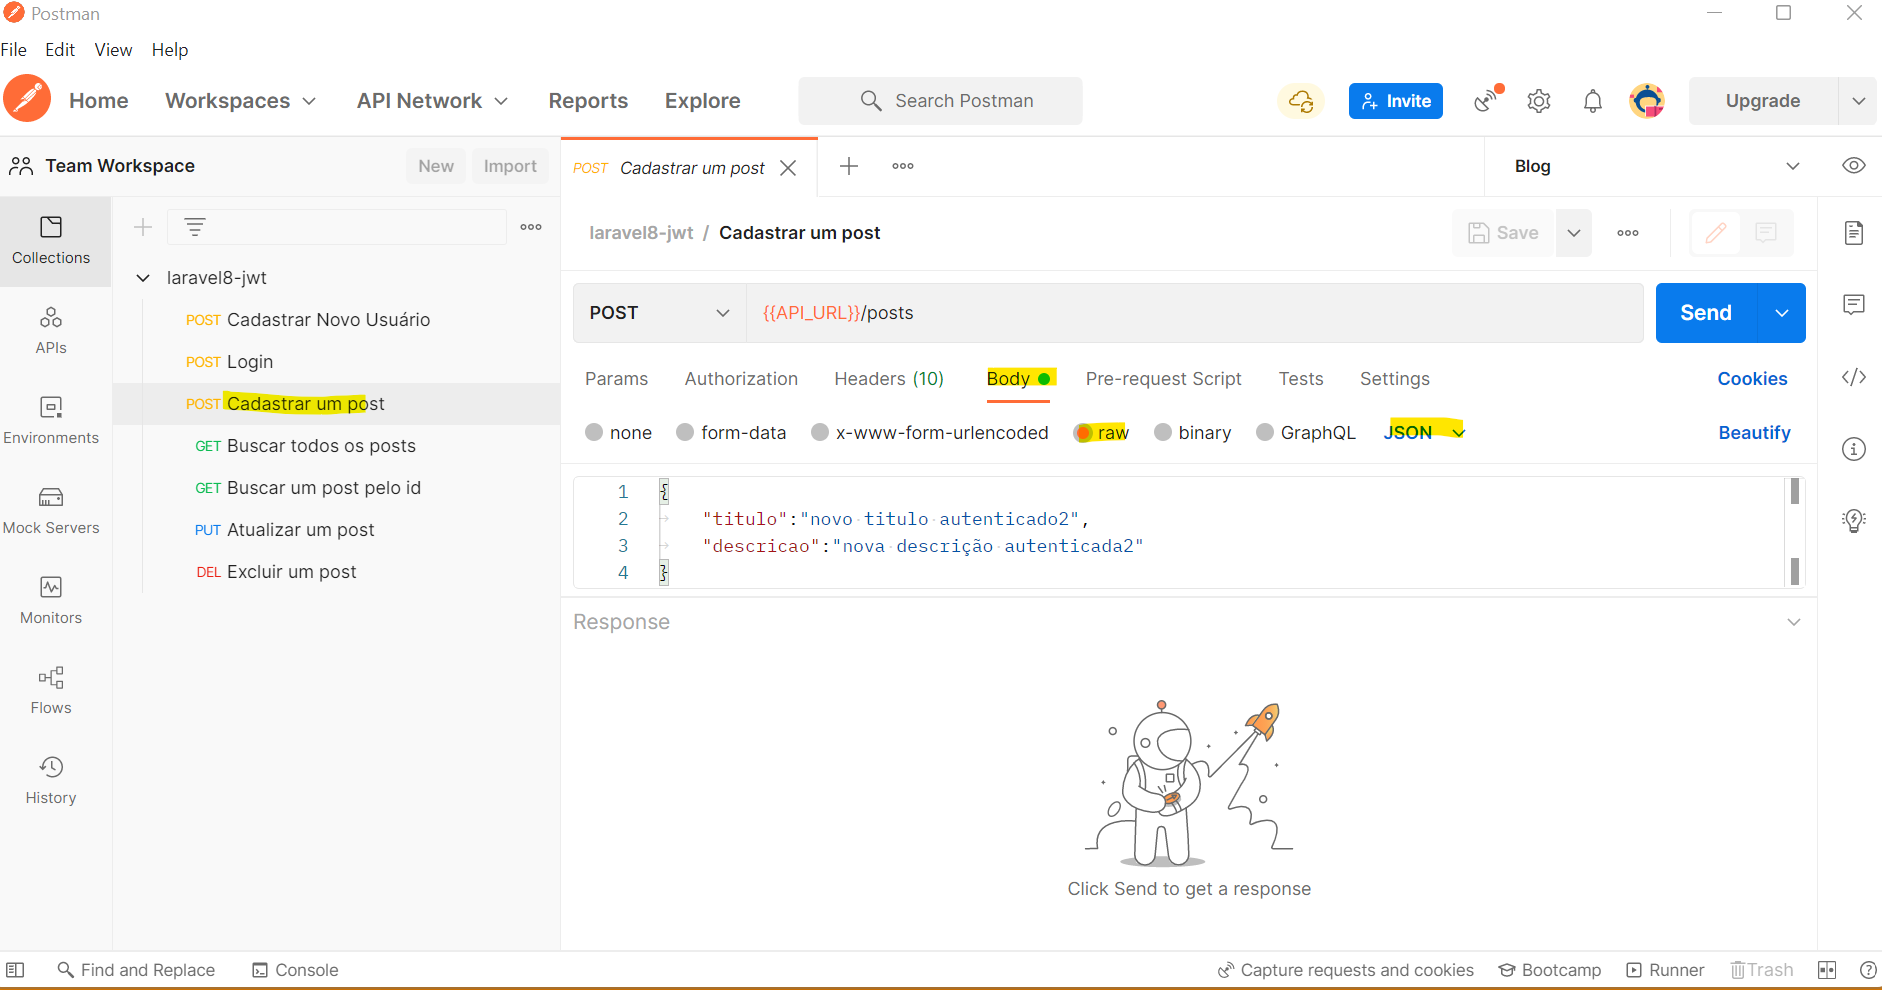 Postman
File Edit View Help
Home Workspaces API Network Reports Explore Search Postman Invite Upgrade
Team Workspace New Import POST Cadastrar um post Blog
laravel8-jwt / Cadastrar um post Save
Collections
laravel8-jwt
POST Cadastrar Novo Usuário
POST Login
POST Cadastrar um post
GET Buscar todos os posts
GET Buscar um post pelo id
PUT Atualizar um post
DEL Excluir um post
APIs
Environments
Mock Servers
Monitors
Flows
History
POST {{API_URL}}/posts Send
Params Authorization Headers (10) Body Pre-request Script Tests Settings Cookies
none form-data x-www-form-urlencoded raw binary GraphQL JSON Beautify
1 {
2 "titulo":"novo titulo autenticado2",
3 "descricao":"nova descrição autenticada2"
4 }
Response
Click Send to get a response
Find and Replace Console Capture requests and cookies Bootcamp Runner Trash